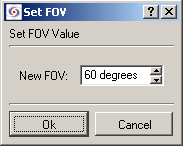 Set FOV
Set FOV Value
New FOV: 60 degrees
Ok Cancel